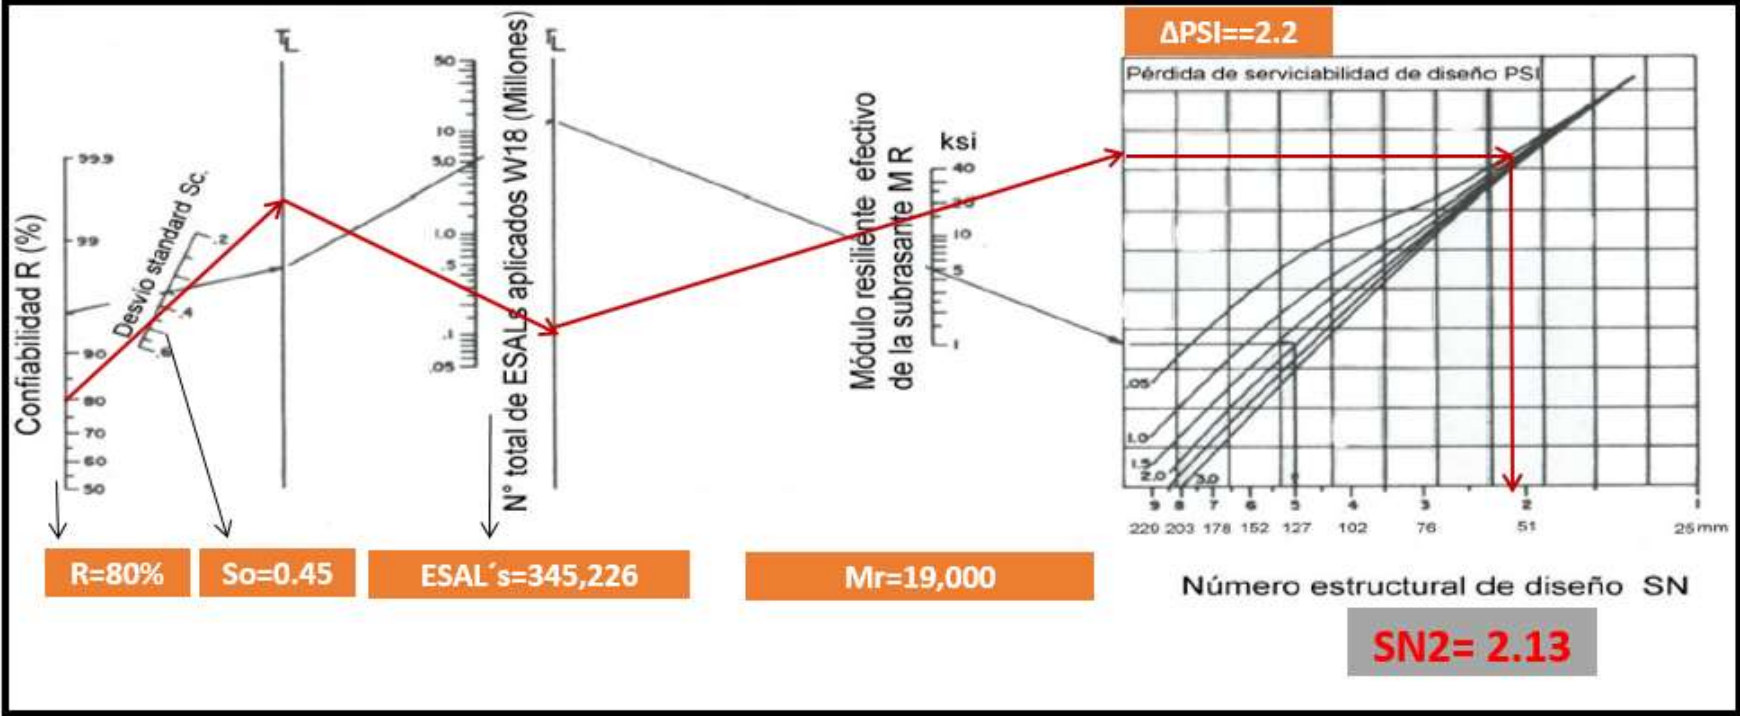 ΔPSI==2.2
Pérdida de serviciabilidad de diseño PSI
TL
TL
Confiabilidad R (%)
99.9
99
90
80
70
60
50
Desvio standard Sc.
.2
.4
.6
50
10
5.0
1.0
.5
.1
.05
N° total de ESALs aplicados W18 (Millones)
Módulo resiliente efectivo
de la subrasante M R
ksi
40
20
10
5
1
.05
1.0
1.5
2.0
3.0
9 8 7 6 5 4 3 2 1
229 203 178 152 127 102 76 51 25 mm
R=80%
So=0.45
ESAL´s=345,226
Mr=19,000
Número estructural de diseño SN
SN2= 2.13